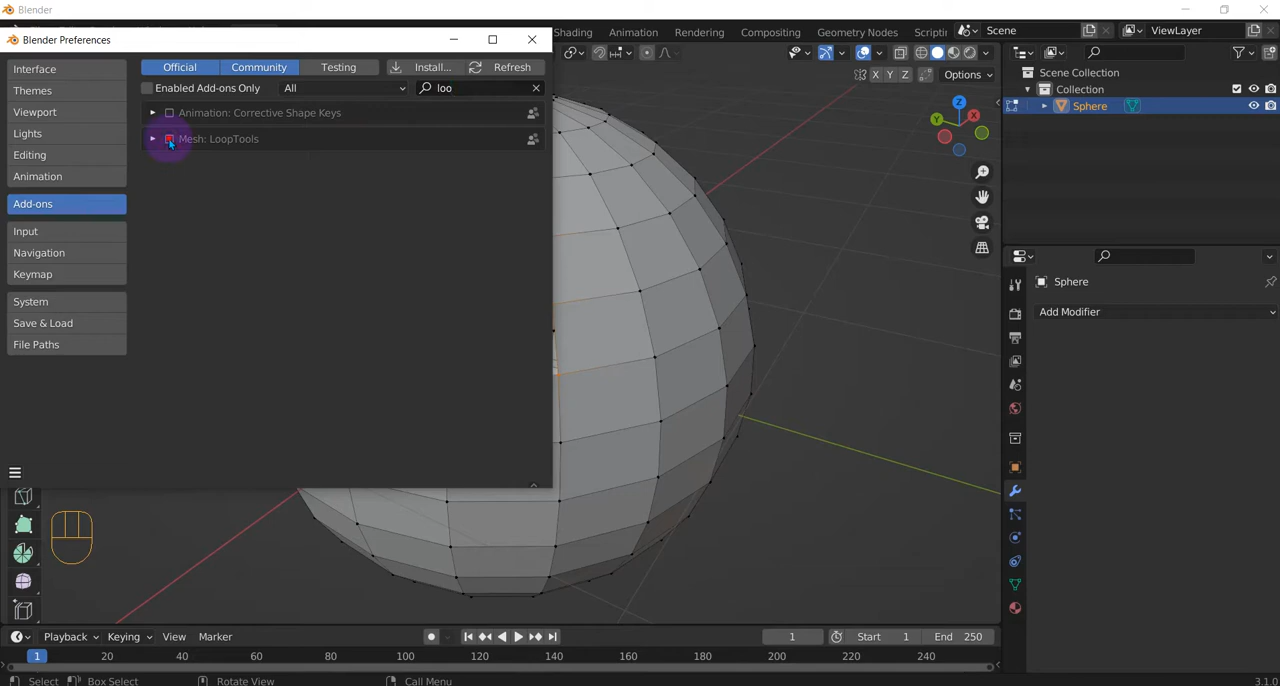 Blender
Blender Preferences
Shading Animation Rendering Compositing Geometry Nodes Scriptin
Scene
ViewLayer
Interface
Themes
Viewport
Lights
Editing
Animation
Add-ons
Input
Navigation
Keymap
System
Save & Load
File Paths
Official Community Testing Install... Refresh
Enabled Add-ons Only All loo
Animation: Corrective Shape Keys
Mesh: LoopTools
X Y Z Options
Z
X
Y
Scene Collection
Collection
Sphere
Sphere
Add Modifier
Playback Keying View Marker
1 Start 1 End 250
1 20 40 60 80 100 120 140 160 180 200 220 240
Select Box Select Rotate View Call Menu
3.1.0